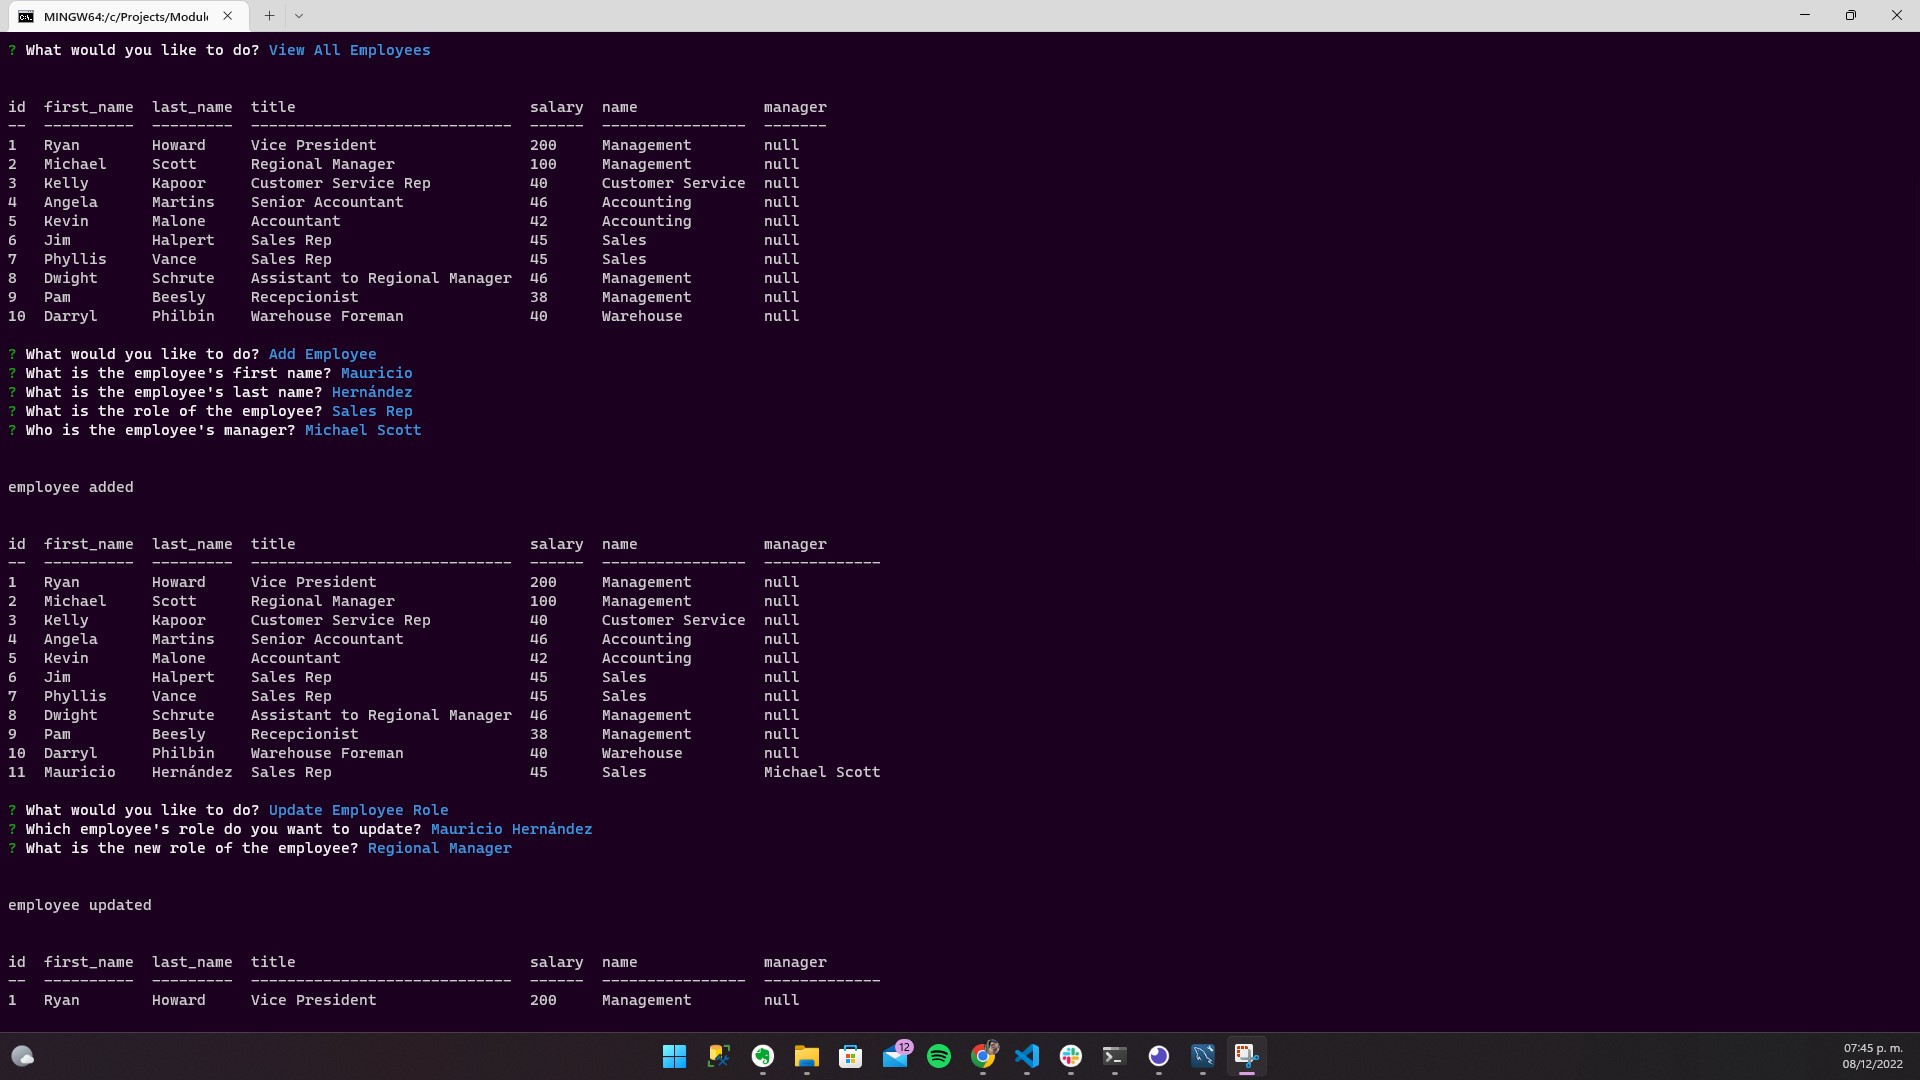 MINGW64:/c/Projects/Modul
? What would you like to do? View All Employees
id  first_name  last_name  title                          salary  name              manager
--  ----------  ---------  -----------------------------  ------  ----------------  -------
1   Ryan        Howard     Vice President                 200     Management        null
2   Michael     Scott      Regional Manager               100     Management        null
3   Kelly       Kapoor     Customer Service Rep           40      Customer Service  null
4   Angela      Martins    Senior Accountant              46      Accounting        null
5   Kevin       Malone     Accountant                     42      Accounting        null
6   Jim         Halpert    Sales Rep                      45      Sales             null
7   Phyllis     Vance      Sales Rep                      45      Sales             null
8   Dwight      Schrute    Assistant to Regional Manager  46      Management        null
9   Pam         Beesly     Recepcionist                   38      Management        null
10  Darryl      Philbin    Warehouse Foreman              40      Warehouse         null
? What would you like to do? Add Employee
? What is the employee's first name? Mauricio
? What is the employee's last name? Hernández
? What is the role of the employee? Sales Rep
? Who is the employee's manager? Michael Scott
employee added
id  first_name  last_name  title                          salary  name              manager
--  ----------  ---------  -----------------------------  ------  ----------------  -------------
1   Ryan        Howard     Vice President                 200     Management        null
2   Michael     Scott      Regional Manager               100     Management        null
3   Kelly       Kapoor     Customer Service Rep           40      Customer Service  null
4   Angela      Martins    Senior Accountant              46      Accounting        null
5   Kevin       Malone     Accountant                     42      Accounting        null
6   Jim         Halpert    Sales Rep                      45      Sales             null
7   Phyllis     Vance      Sales Rep                      45      Sales             null
8   Dwight      Schrute    Assistant to Regional Manager  46      Management        null
9   Pam         Beesly     Recepcionist                   38      Management        null
10  Darryl      Philbin    Warehouse Foreman              40      Warehouse         null
11  Mauricio    Hernández  Sales Rep                      45      Sales             Michael Scott
? What would you like to do? Update Employee Role
? Which employee's role do you want to update? Mauricio Hernández
? What is the new role of the employee? Regional Manager
employee updated
id  first_name  last_name  title                          salary  name              manager
--  ----------  ---------  -----------------------------  ------  ----------------  -------------
1   Ryan        Howard     Vice President                 200     Management        null
12
07:45 p. m.
08/12/2022